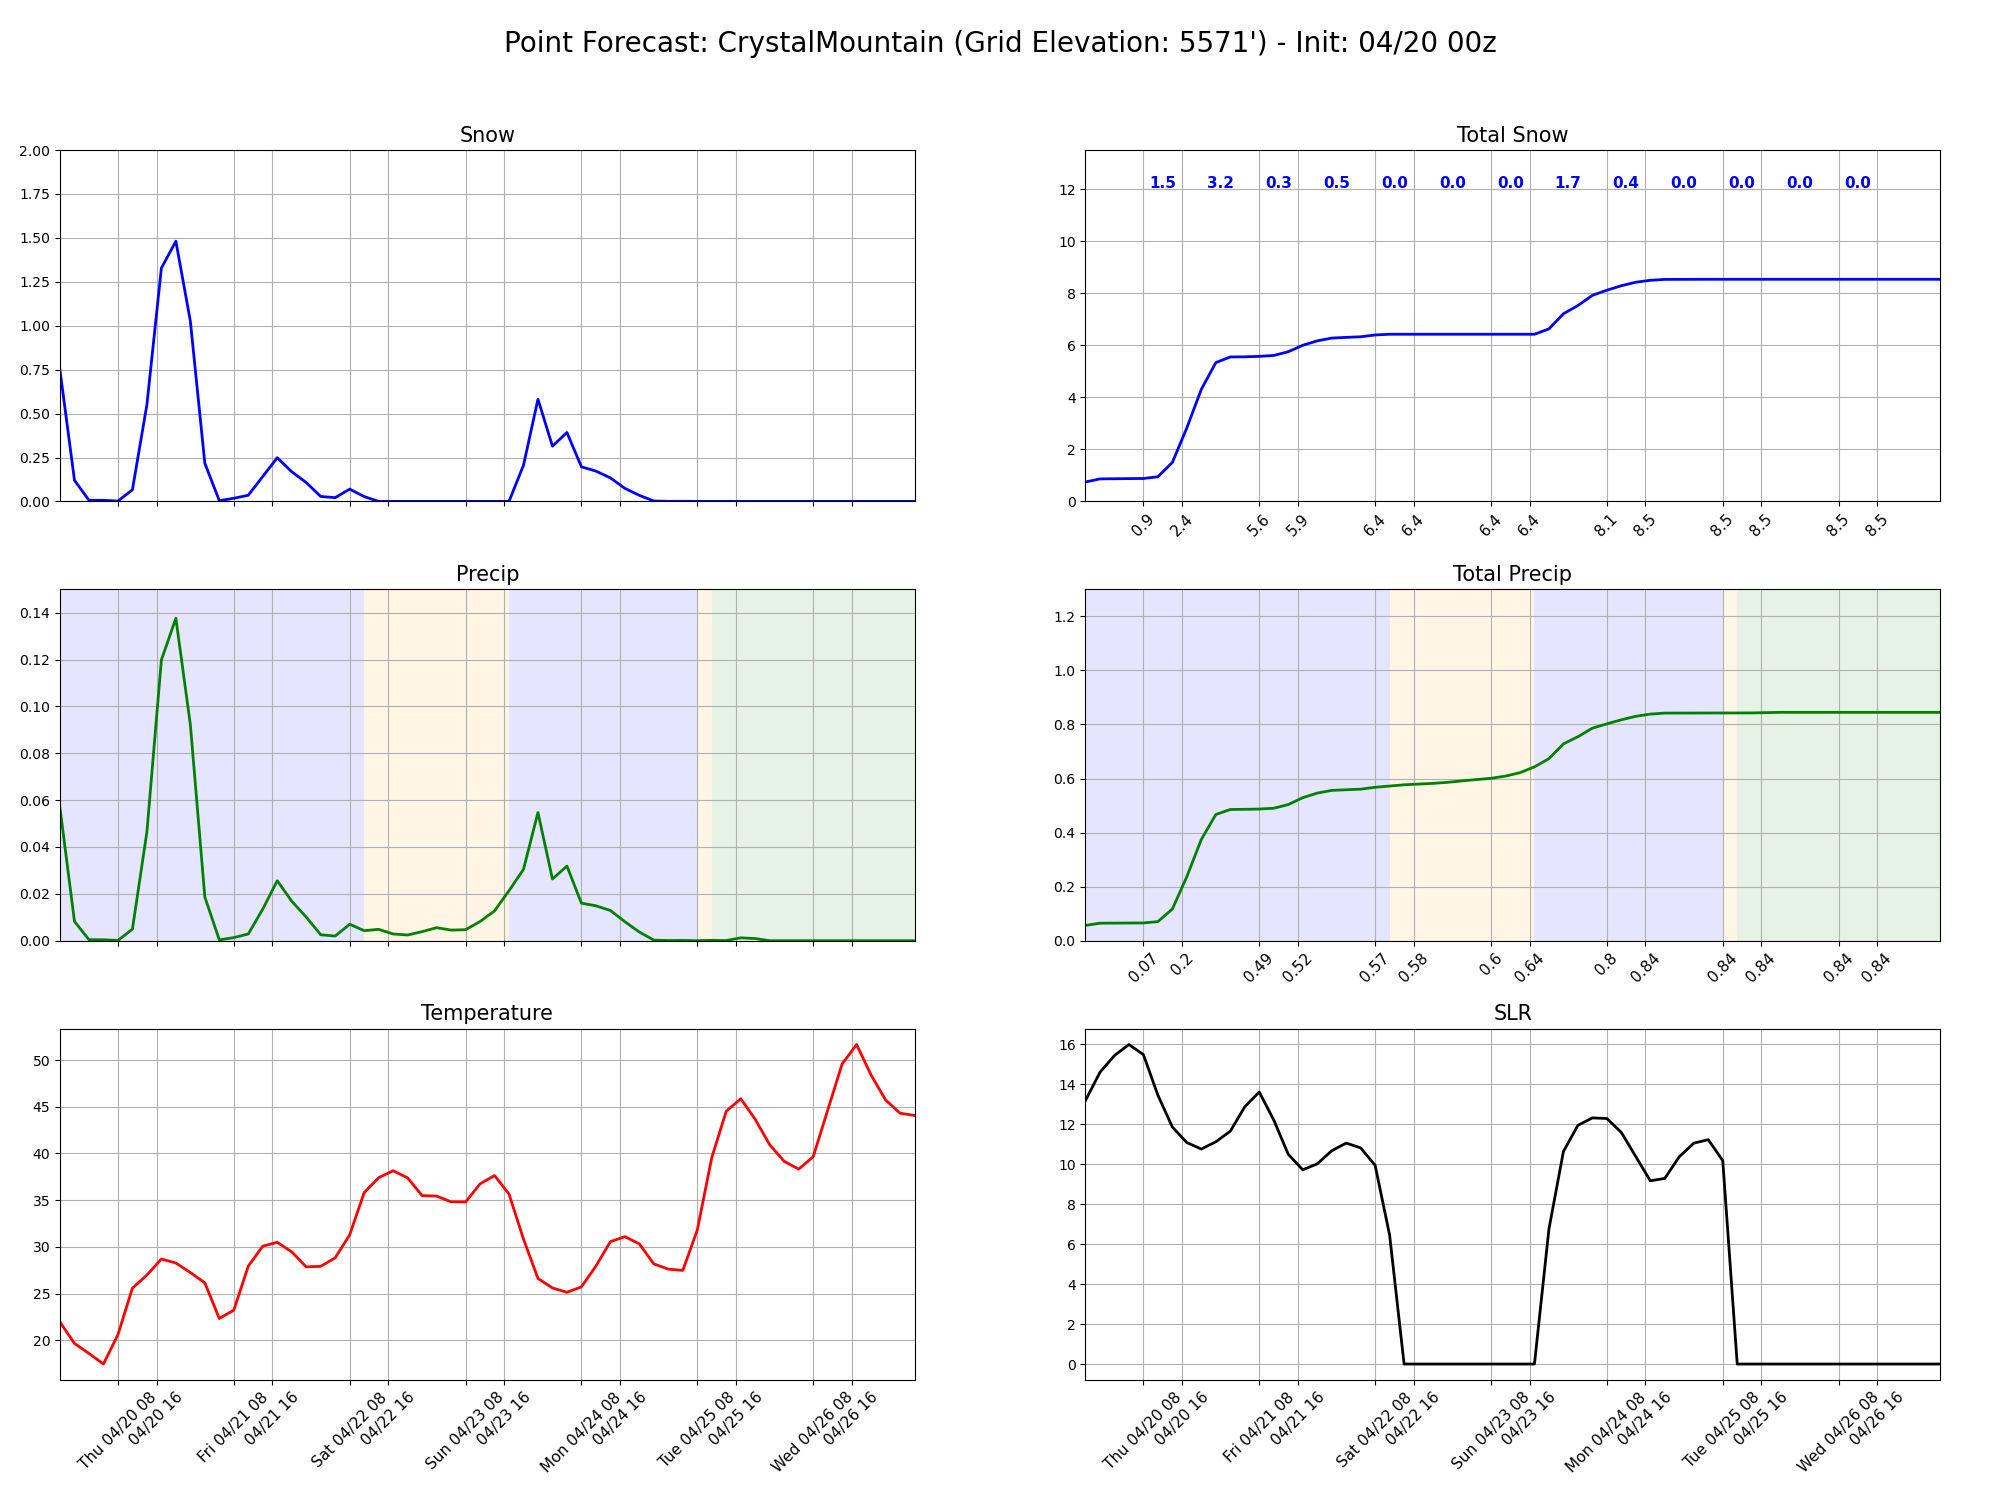 Point Forecast: CrystalMountain (Grid Elevation: 5571') - Init: 04/20 00z
Snow
2.00
1.75
1.50
1.25
1.00
0.75
0.50
0.25
0.00
Total Snow
1.5 3.2 0.3 0.5 0.0 0.0 0.0 1.7 0.4 0.0 0.0 0.0 0.0
12
10
8
6
4
2
0
0.9 2.4 5.6 5.9 6.4 6.4 6.4 6.4 8.1 8.5 8.5 8.5 8.5 8.5
Precip
0.14
0.12
0.10
0.08
0.06
0.04
0.02
0.00
Total Precip
1.2
1.0
0.8
0.6
0.4
0.2
0.0
0.07 0.2 0.49 0.52 0.57 0.58 0.6 0.64 0.8 0.84 0.84 0.84 0.84 0.84
Temperature
50
45
40
35
30
25
20
Thu 04/20 08
04/20 16
Fri 04/21 08
04/21 16
Sat 04/22 08
04/22 16
Sun 04/23 08
04/23 16
Mon 04/24 08
04/24 16
Tue 04/25 08
04/25 16
Wed 04/26 08
04/26 16
SLR
16
14
12
10
8
6
4
2
0
Thu 04/20 08
04/20 16
Fri 04/21 08
04/21 16
Sat 04/22 08
04/22 16
Sun 04/23 08
04/23 16
Mon 04/24 08
04/24 16
Tue 04/25 08
04/25 16
Wed 04/26 08
04/26 16